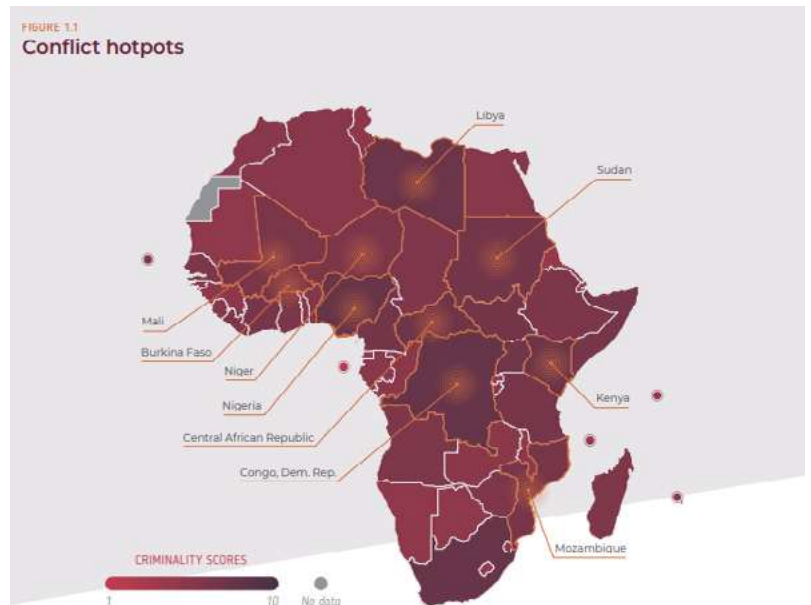 FIGURE 1.1
Conflict hotpots
Libya
Sudan
Mali
Burkina Faso
Niger
Nigeria
Kenya
Central African Republic
Congo, Dem. Rep.
Mozambique
CRIMINALITY SCORES
1
10
No data